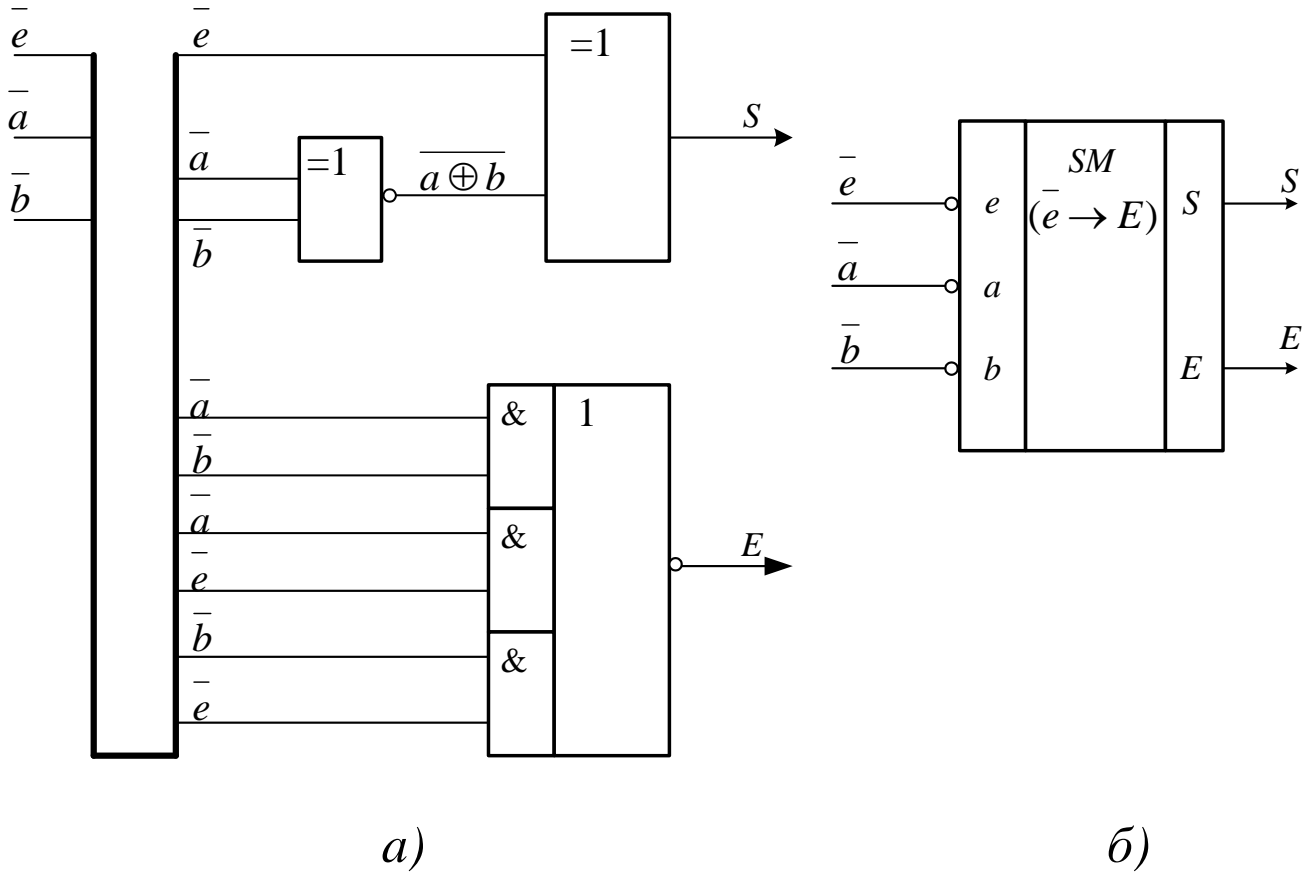 e̅ e̅ =1
S
a̅ a̅ =1 a ⊕ b̅
b̅ b̅
a̅ & 1
b̅
a̅ &
e̅ E
b̅ &
e̅
а)
SM
e̅ e (e̅ → E) S S
a̅ a
b̅ b E E
б)